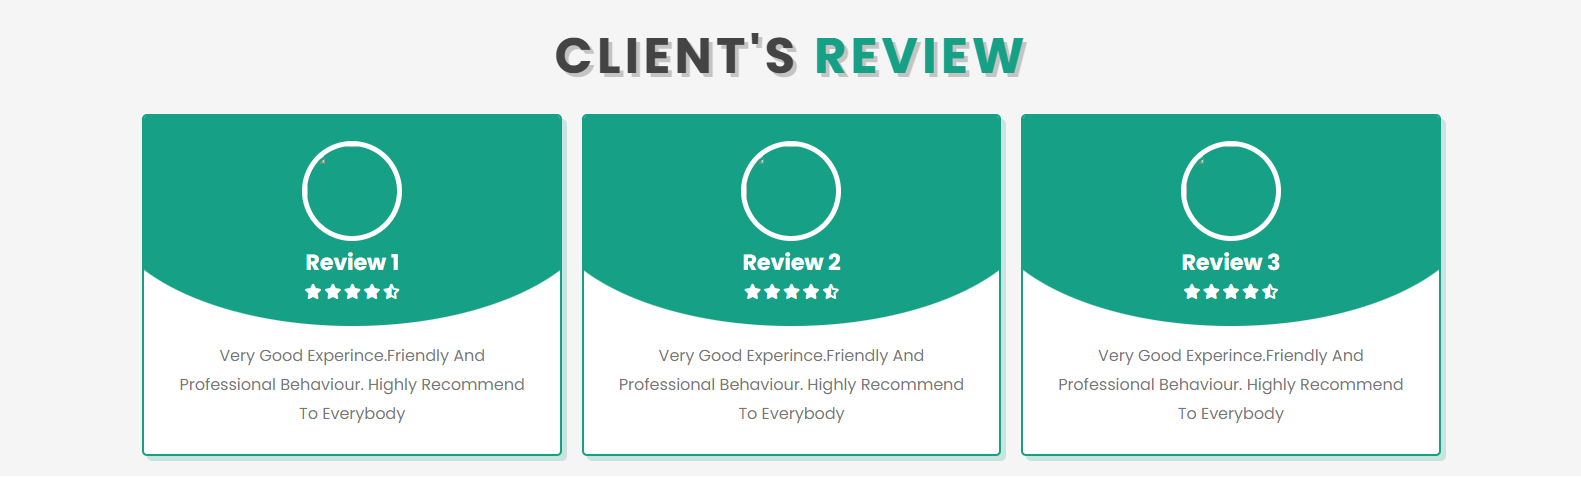 CLIENT'S REVIEW
Review 1
Very Good Experince.Friendly And
Professional Behaviour. Highly Recommend
To Everybody
Review 2
Very Good Experince.Friendly And
Professional Behaviour. Highly Recommend
To Everybody
Review 3
Very Good Experince.Friendly And
Professional Behaviour. Highly Recommend
To Everybody